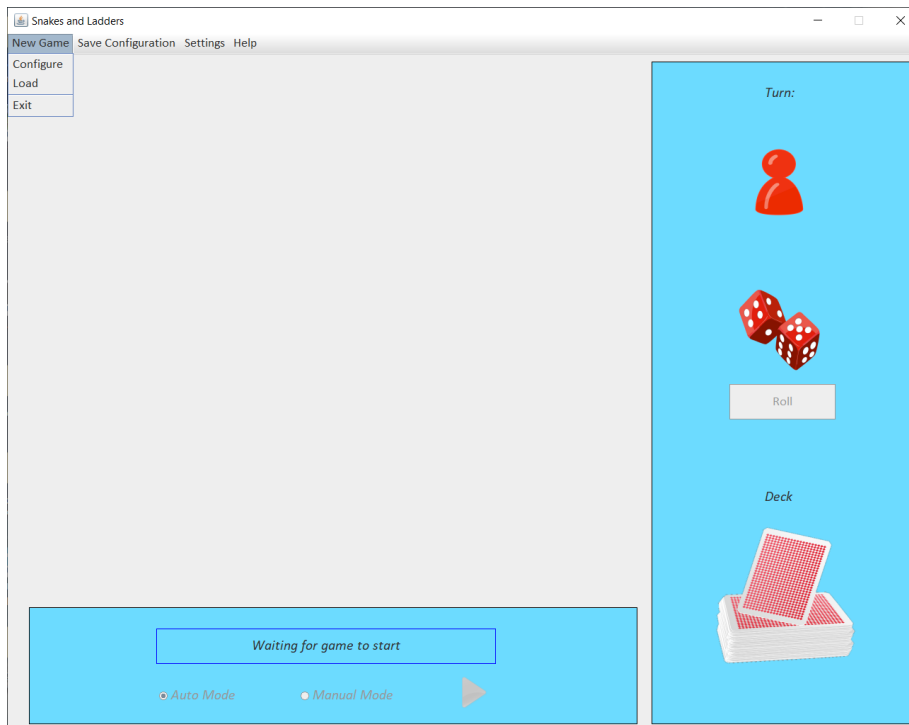 Snakes and Ladders
New Game Save Configuration Settings Help
Configure
Load
Exit
Turn:
Roll
Deck
Waiting for game to start
Auto Mode Manual Mode